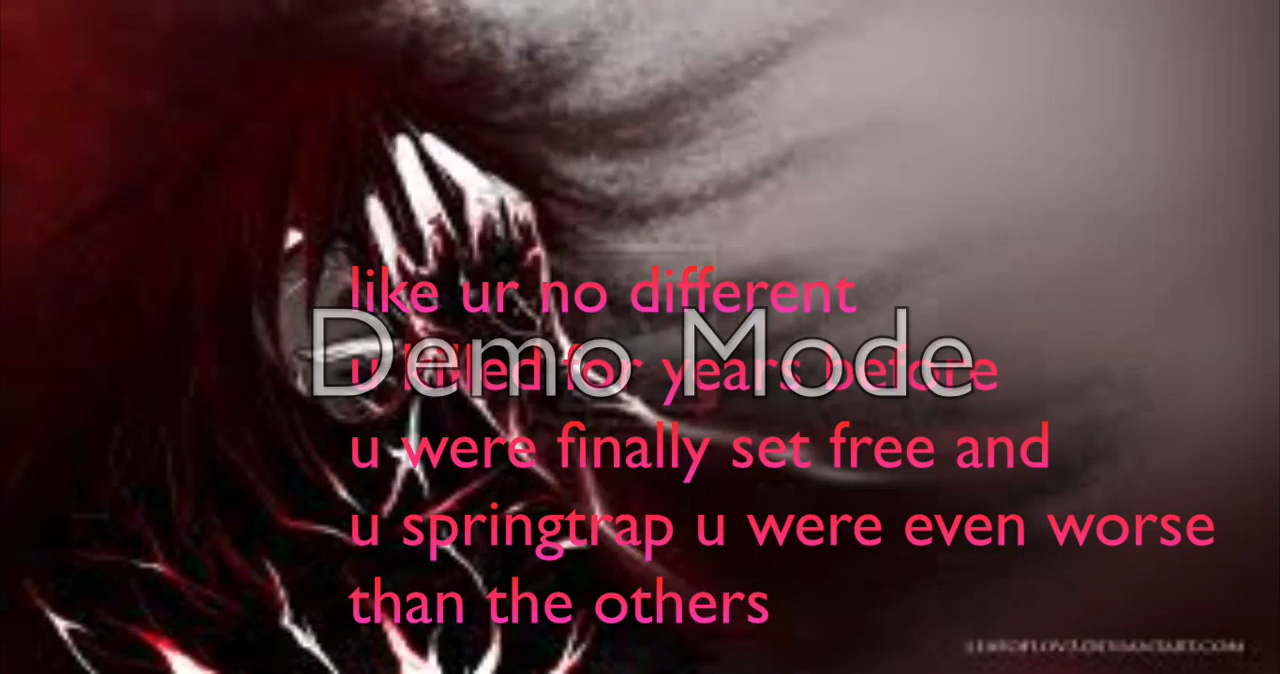 like ur no different
u killed for years before
u were finally set free and
u springtrap u were even worse
than the others
Demo Mode